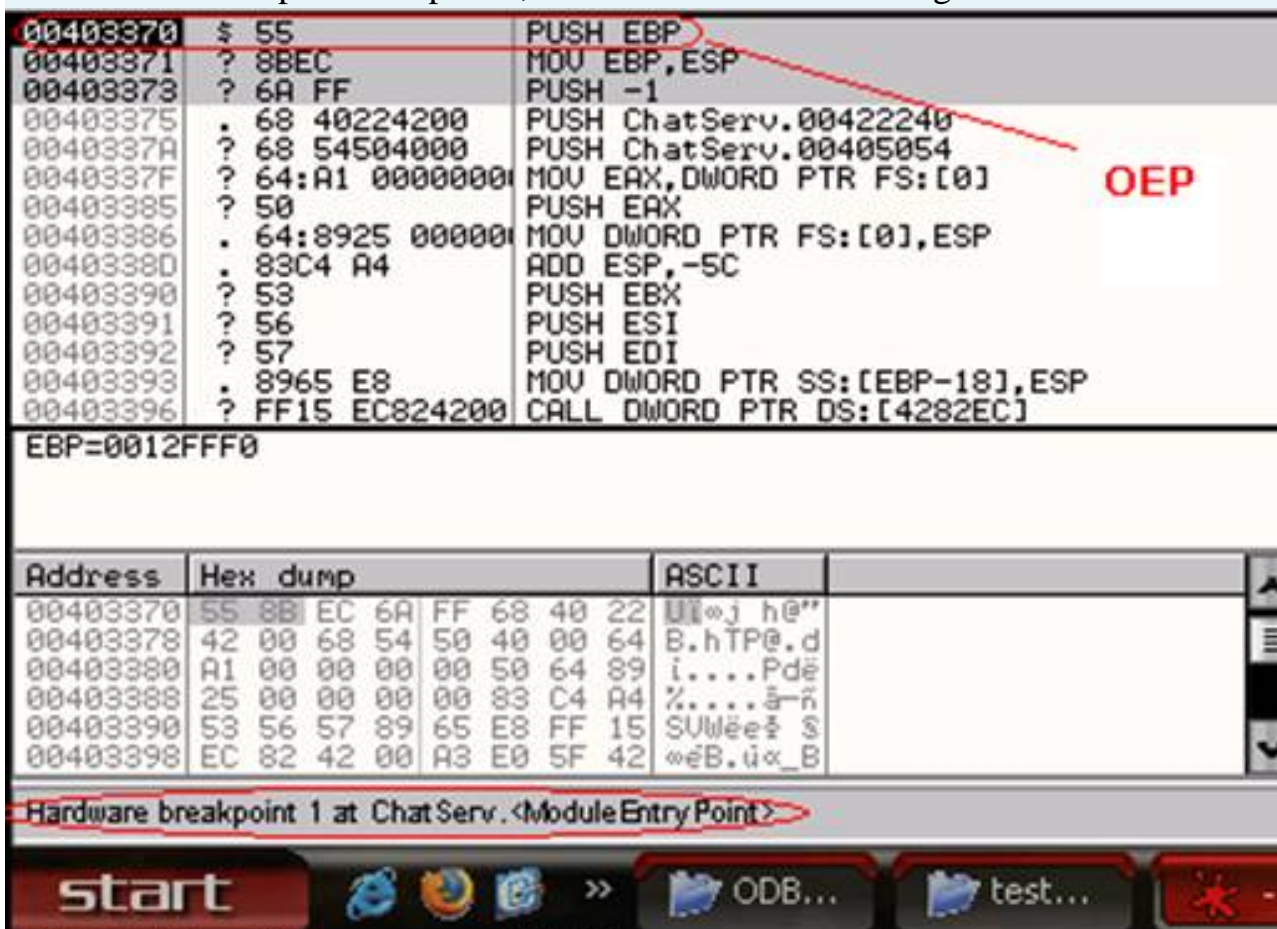 00403370 $ 55 PUSH EBP
00403371 ? 8BEC MOV EBP,ESP
00403373 ? 6A FF PUSH -1
00403375 . 68 40224200 PUSH ChatServ.00422240
0040337A ? 68 54504000 PUSH ChatServ.00405054
0040337F ? 64:A1 0000000 MOV EAX,DWORD PTR FS:[0]
00403385 ? 50 PUSH EAX
00403386 . 64:8925 00000 MOV DWORD PTR FS:[0],ESP
0040338D . 83C4 A4 ADD ESP,-5C
00403390 ? 53 PUSH EBX
00403391 ? 56 PUSH ESI
00403392 ? 57 PUSH EDI
00403393 . 8965 E8 MOV DWORD PTR SS:[EBP-18],ESP
00403396 ? FF15 EC824200 CALL DWORD PTR DS:[4282EC]
OEP
EBP=0012FFF0
Address Hex dump ASCII
00403370 55 8B EC 6A FF 68 40 22 Uï∞j h@"
00403378 42 00 68 54 50 40 00 64 B.hTP@.d
00403380 A1 00 00 00 00 50 64 89 í....Pdë
00403388 25 00 00 00 00 83 C4 A4 %....â─ñ
00403390 53 56 57 89 65 E8 FF 15 SVWëe§
00403398 EC 82 42 00 A3 E0 5F 42 ∞éB.úα_B
Hardware breakpoint 1 at ChatServ.<ModuleEntryPoint>
start » ODB... test... -